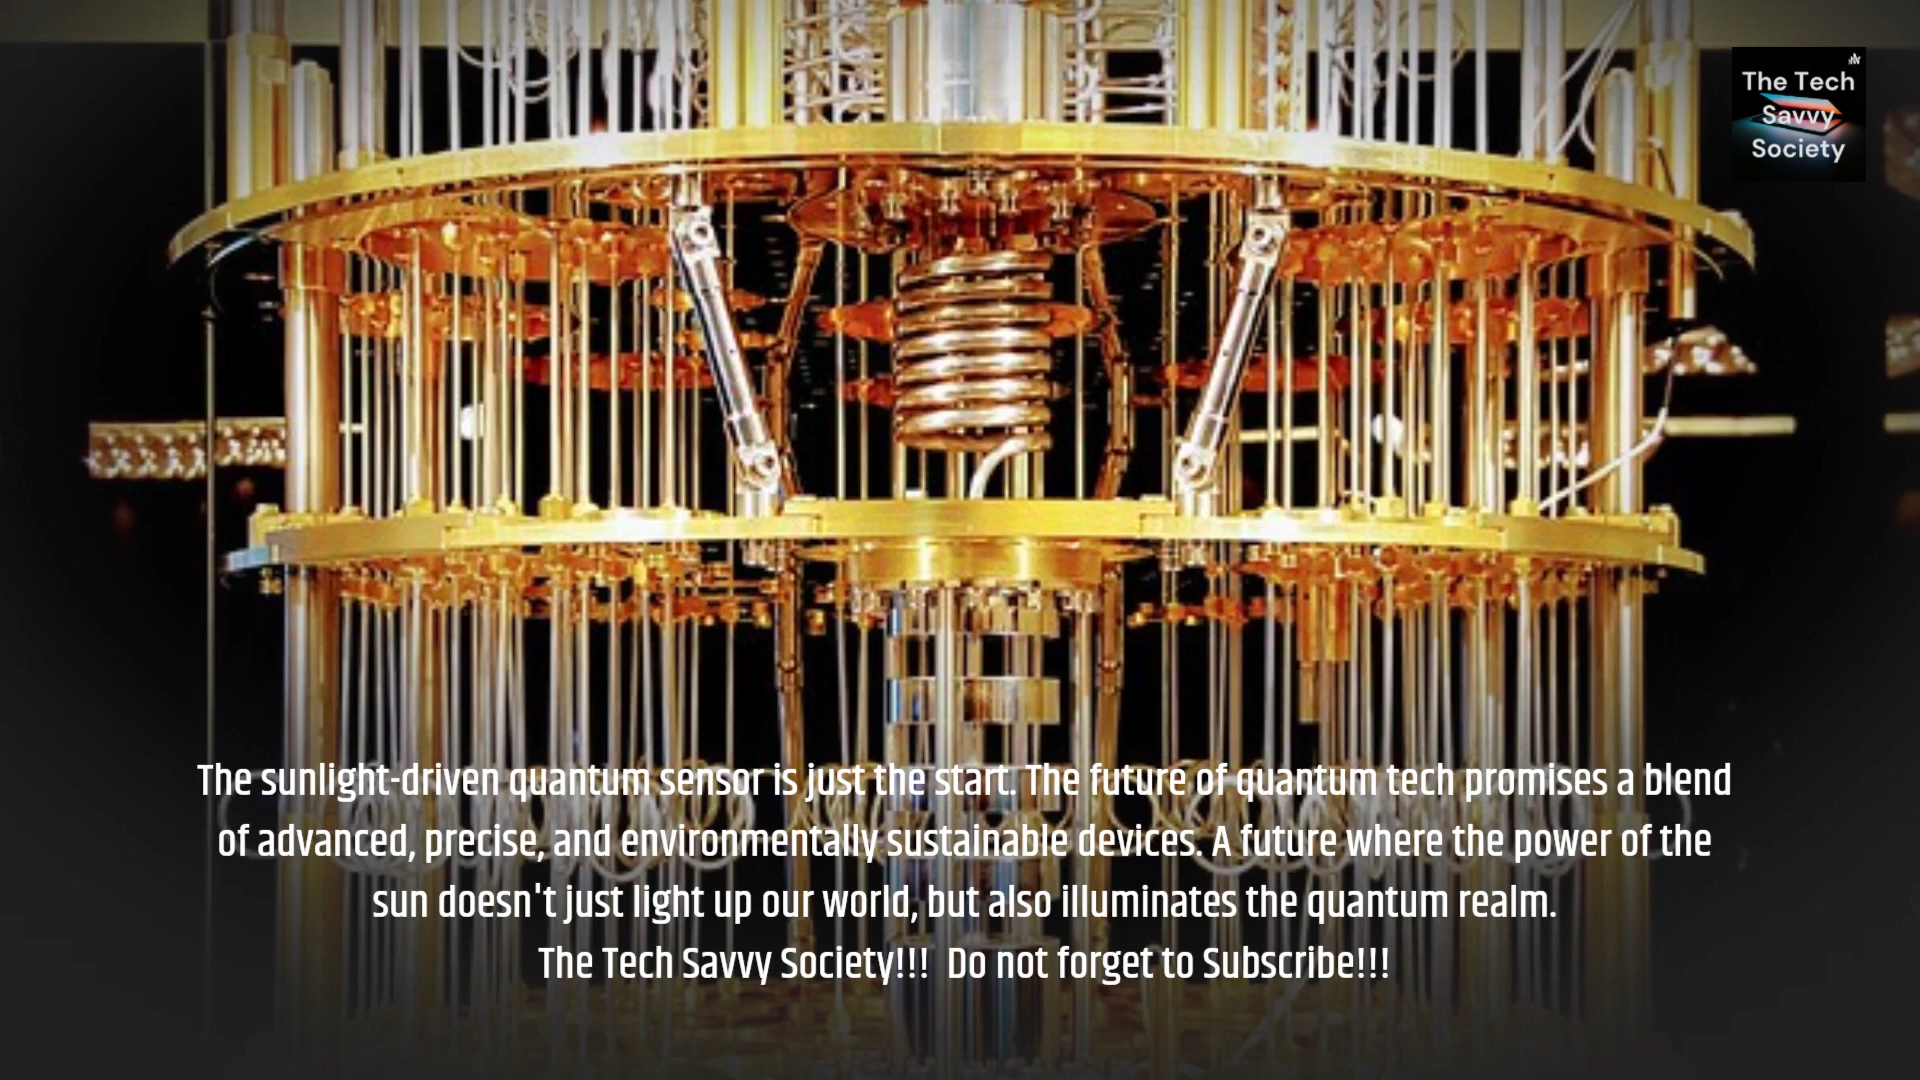 The Tech
Savvy
Society
The sunlight-driven quantum sensor is just the start. The future of quantum tech promises a blend
of advanced, precise, and environmentally sustainable devices. A future where the power of the
sun doesn't just light up our world, but also illuminates the quantum realm.
The Tech Savvy Society!!!  Do not forget to Subscribe!!!